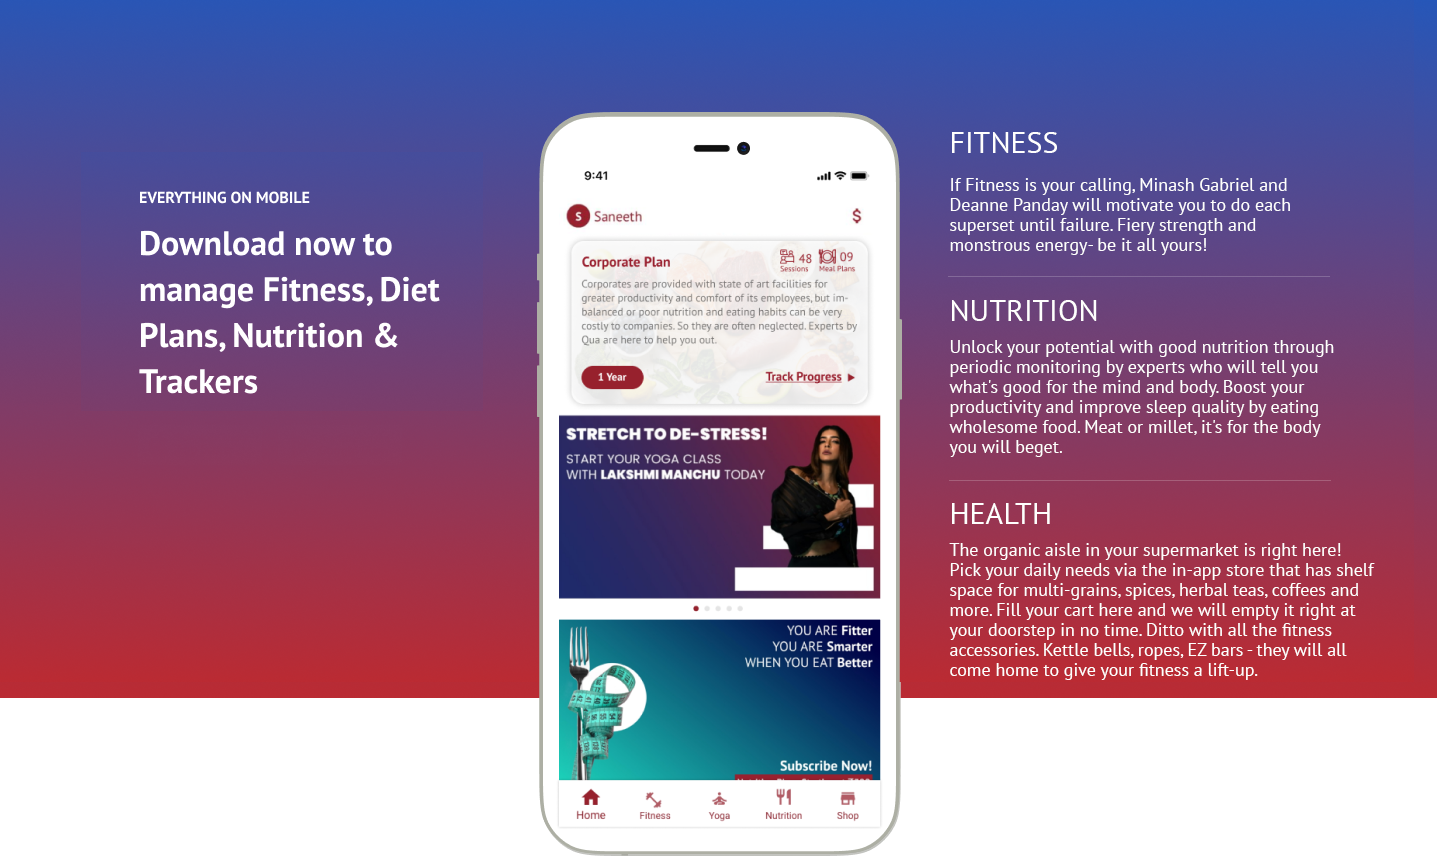 EVERYTHING ON MOBILE
Download now to
manage Fitness, Diet
Plans, Nutrition &
Trackers
9:41
S Saneeth
$
Corporate Plan
48
Sessions
09
Meal Plans
Corporates are provided with state of art facilities for
greater productivity and comfort of its employees, but im-
balanced or poor nutrition and eating habits can be very
costly to companies. So they are often neglected. Experts by
Qua are here to help you out.
1 Year
Track Progress
STRETCH TO DE-STRESS!
START YOUR YOGA CLASS
WITH LAKSHMI MANCHU TODAY
YOU ARE Fitter
YOU ARE Smarter
WHEN YOU EAT Better
Subscribe Now!
Home
Fitness
Yoga
Nutrition
Shop
FITNESS
If Fitness is your calling, Minash Gabriel and
Deanne Panday will motivate you to do each
superset until failure. Fiery strength and
monstrous energy- be it all yours!
NUTRITION
Unlock your potential with good nutrition through
periodic monitoring by experts who will tell you
what's good for the mind and body. Boost your
productivity and improve sleep quality by eating
wholesome food. Meat or millet, it's for the body
you will beget.
HEALTH
The organic aisle in your supermarket is right here!
Pick your daily needs via the in-app store that has shelf
space for multi-grains, spices, herbal teas, coffees and
more. Fill your cart here and we will empty it right at
your doorstep in no time. Ditto with all the fitness
accessories. Kettle bells, ropes, EZ bars - they will all
come home to give your fitness a lift-up.